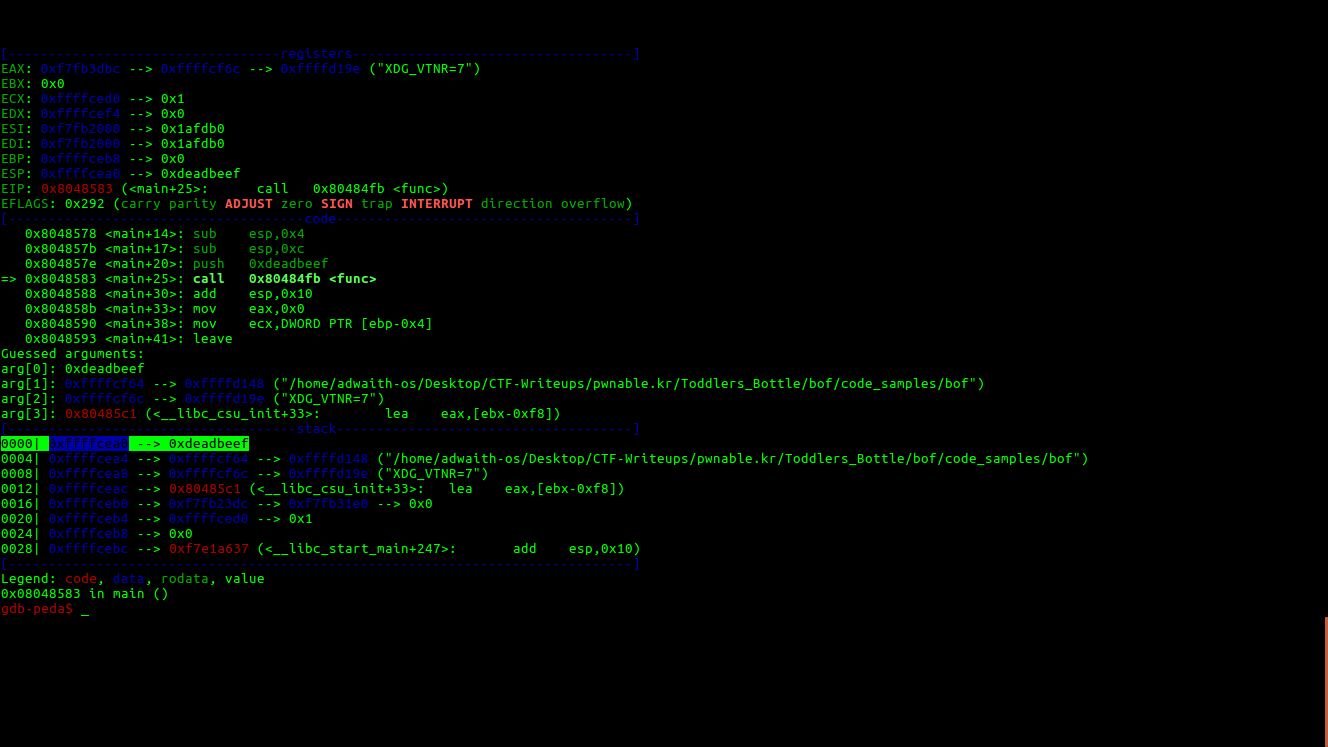 [----------------------------------registers-----------------------------------]
EAX: 0xf7fb3dbc --> 0xffffcf6c --> 0xffffd19e ("XDG_VTNR=7")
EBX: 0x0
ECX: 0xffffced0 --> 0x1
EDX: 0xffffcef4 --> 0x0
ESI: 0xf7fb2000 --> 0x1afdb0
EDI: 0xf7fb2000 --> 0x1afdb0
EBP: 0xffffceb8 --> 0x0
ESP: 0xffffcea0 --> 0xdeadbeef
EIP: 0x8048583 (<main+25>:      call   0x80484fb <func>)
EFLAGS: 0x292 (carry parity ADJUST zero SIGN trap INTERRUPT direction overflow)
[-------------------------------------code-------------------------------------]
   0x8048578 <main+14>: sub    esp,0x4
   0x804857b <main+17>: sub    esp,0xc
   0x804857e <main+20>: push   0xdeadbeef
=> 0x8048583 <main+25>: call   0x80484fb <func>
   0x8048588 <main+30>: add    esp,0x10
   0x804858b <main+33>: mov    eax,0x0
   0x8048590 <main+38>: mov    ecx,DWORD PTR [ebp-0x4]
   0x8048593 <main+41>: leave
Guessed arguments:
arg[0]: 0xdeadbeef
arg[1]: 0xffffcf64 --> 0xffffd148 ("/home/adwaith-os/Desktop/CTF-Writeups/pwnable.kr/Toddlers_Bottle/bof/code_samples/bof")
arg[2]: 0xffffcf6c --> 0xffffd19e ("XDG_VTNR=7")
arg[3]: 0x80485c1 (<__libc_csu_init+33>:        lea    eax,[ebx-0xf8])
[------------------------------------stack-------------------------------------]
0000| 0xffffcea0 --> 0xdeadbeef
0004| 0xffffcea4 --> 0xffffcf64 --> 0xffffd148 ("/home/adwaith-os/Desktop/CTF-Writeups/pwnable.kr/Toddlers_Bottle/bof/code_samples/bof")
0008| 0xffffcea8 --> 0xffffcf6c --> 0xffffd19e ("XDG_VTNR=7")
0012| 0xffffceac --> 0x80485c1 (<__libc_csu_init+33>:   lea    eax,[ebx-0xf8])
0016| 0xffffceb0 --> 0xf7fb23dc --> 0xf7fb31e0 --> 0x0
0020| 0xffffceb4 --> 0xffffced0 --> 0x1
0024| 0xffffceb8 --> 0x0
0028| 0xffffcebc --> 0xf7e1a637 (<__libc_start_main+247>:       add    esp,0x10)
[------------------------------------------------------------------------------]
Legend: code, data, rodata, value
0x08048583 in main ()
gdb-peda$ _